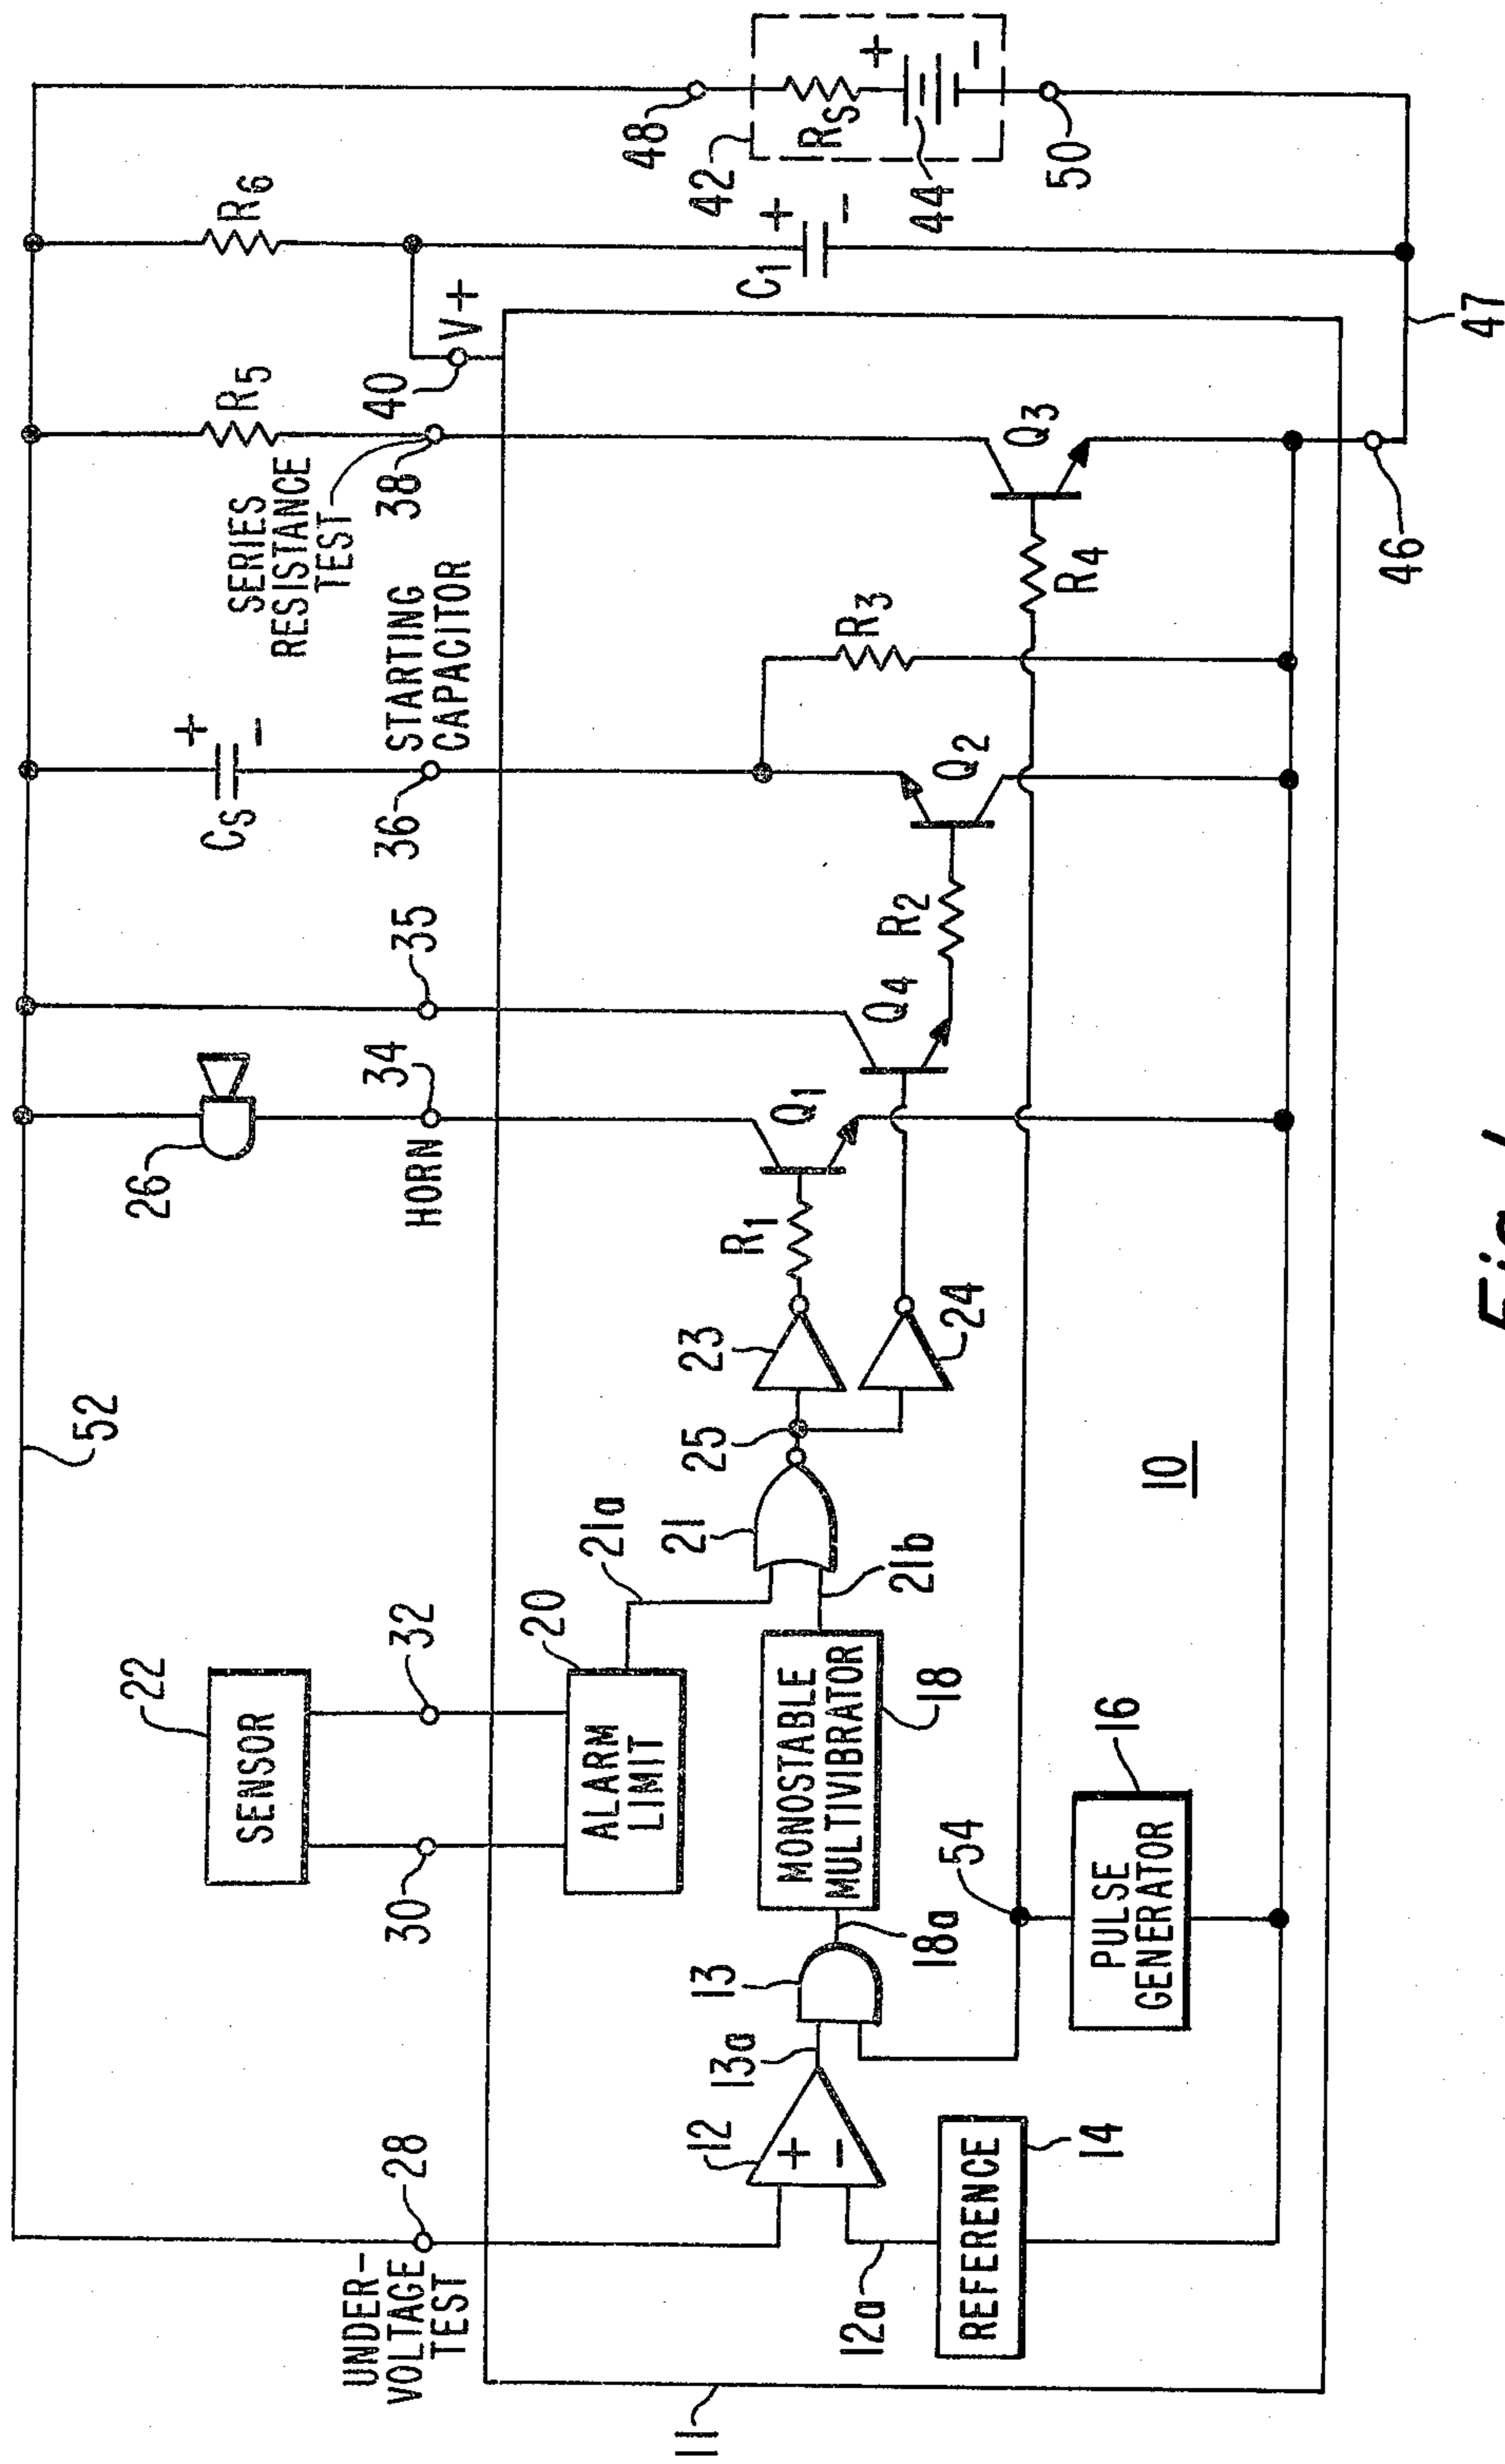 52
26
HORN
34
35
CS
+
-
36
STARTING
CAPACITOR
SERIES
RESISTANCE
TEST
38
R5
40
V+
R6
C1
+
-
48
42
RS
+
-
44
50
47
46
22
SENSOR
30
32
UNDER-
VOLTAGE
TEST
28
20
ALARM
LIMIT
21a
21
21b
25
23
24
R1
Q1
Q4
R2
Q2
R3
R4
Q3
12
+
-
13a
13
18a
MONOSTABLE
MULTIVIBRATOR
18
54
PULSE
GENERATOR
16
12a
REFERENCE
14
10
11